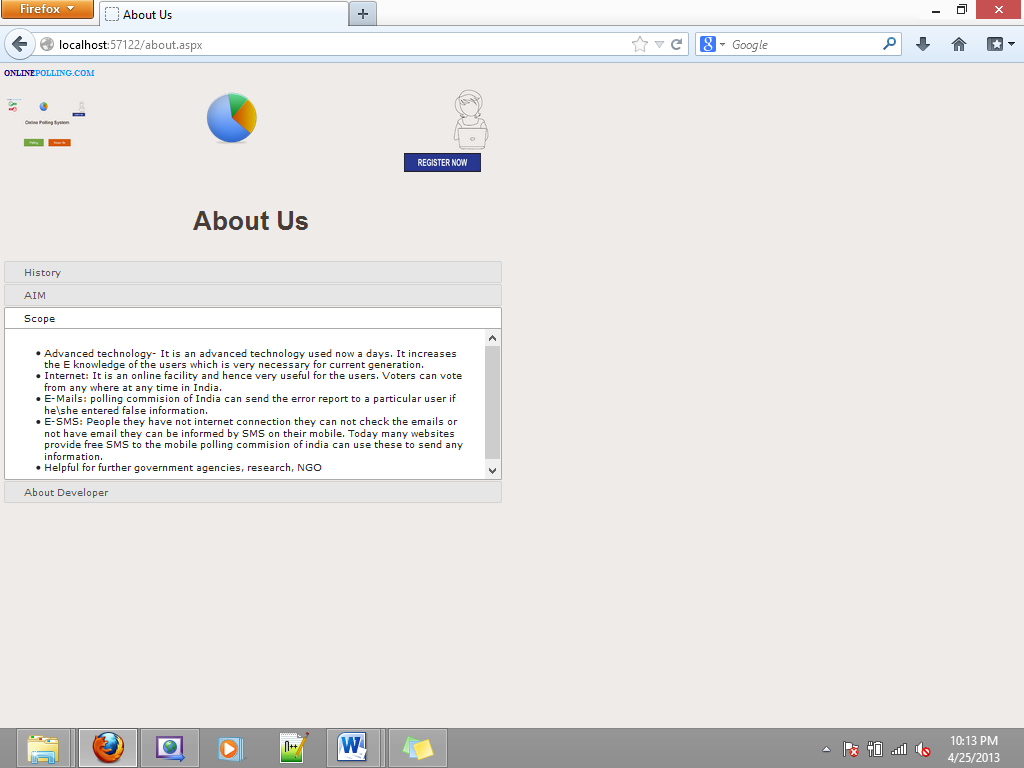 Firefox
About Us
localhost:57122/about.aspx
Google
ONLINEPOLLING.COM
Online Polling System
REGISTER NOW
About Us
History
AIM
Scope
• Advanced technology- It is an advanced technology used now a days. It increases
the E knowledge of the users which is very necessary for current generation.
• Internet: It is an online facility and hence very useful for the users. Voters can vote
from any where at any time in India.
• E-Mails: polling commision of India can send the error report to a particular user if
he\she entered false information.
• E-SMS: People they have not internet connection they can not check the emails or
not have email they can be informed by SMS on their mobile. Today many websites
provide free SMS to the mobile polling commision of india can use these to send any
information.
• Helpful for further government agencies, research, NGO
About Developer
10:13 PM
4/25/2013